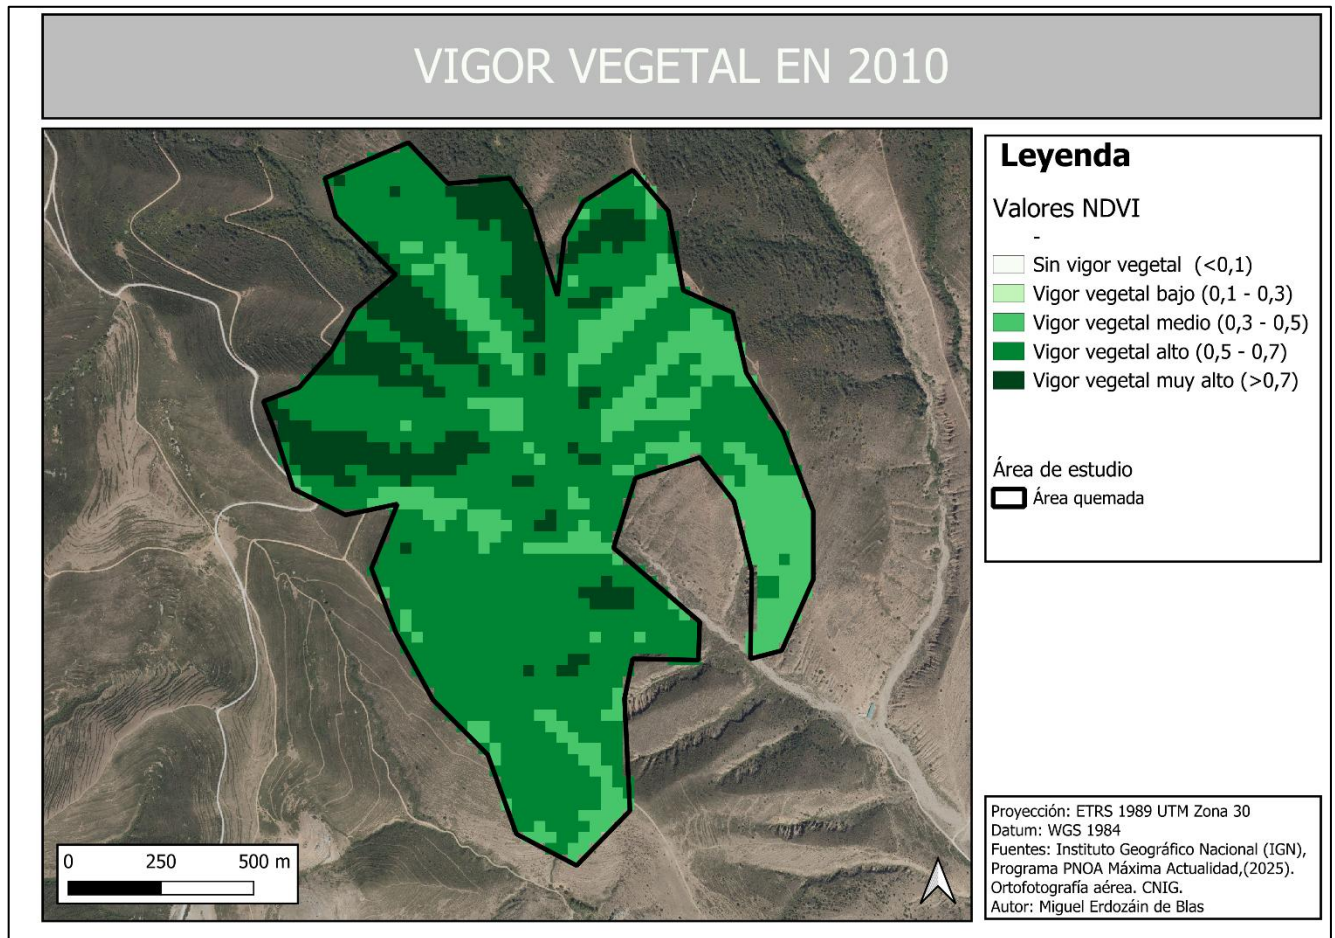 VIGOR VEGETAL EN 2010
Leyenda
Valores NDVI
-
Sin vigor vegetal (<0,1)
Vigor vegetal bajo (0,1 - 0,3)
Vigor vegetal medio (0,3 - 0,5)
Vigor vegetal alto (0,5 - 0,7)
Vigor vegetal muy alto (>0,7)
Área de estudio
Área quemada
0 250 500 m
Proyección: ETRS 1989 UTM Zona 30
Datum: WGS 1984
Fuentes: Instituto Geográfico Nacional (IGN),
Programa PNOA Máxima Actualidad,(2025).
Ortofotografía aérea. CNIG.
Autor: Miguel Erdozáin de Blas